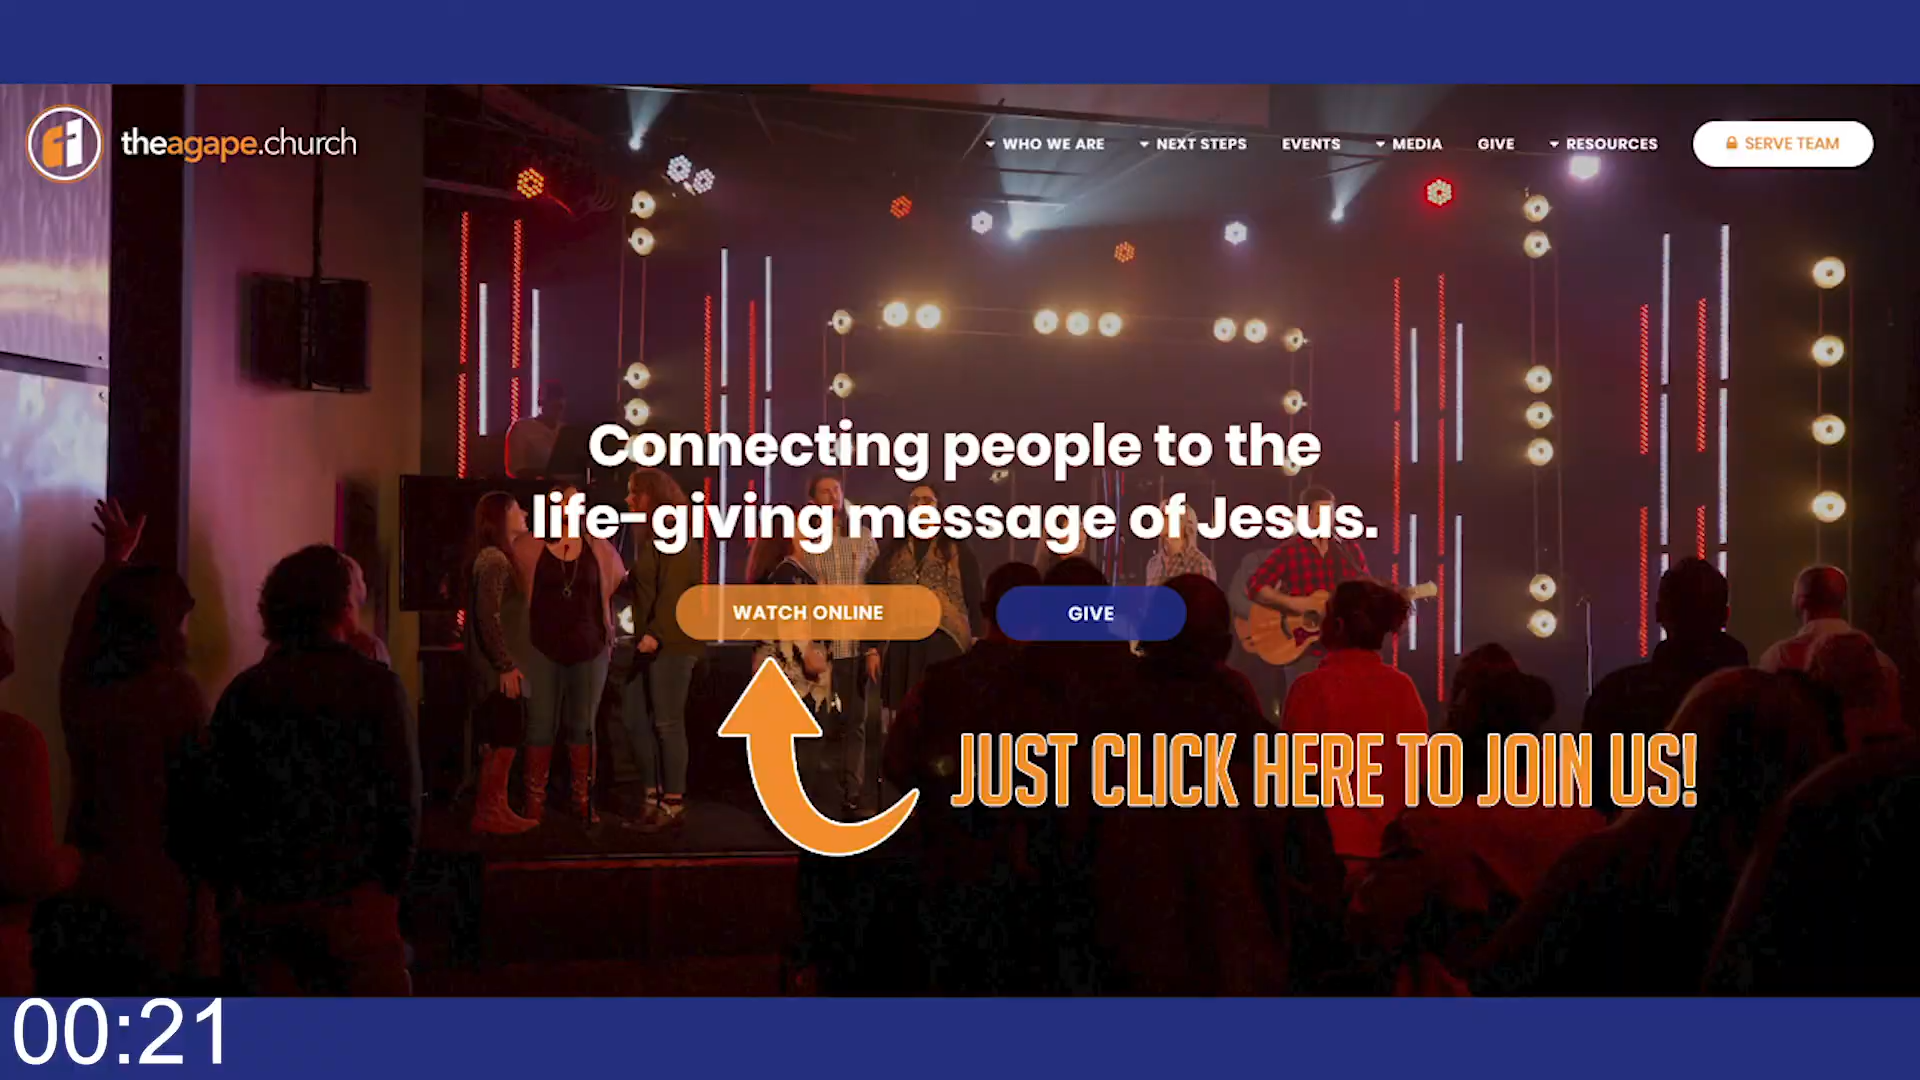 theagape.church
WHO WE ARE
NEXT STEPS
EVENTS
MEDIA
GIVE
RESOURCES
SERVE TEAM
Connecting people to the
life-giving message of Jesus.
WATCH ONLINE
GIVE
JUST CLICK HERE TO JOIN US!
00:21